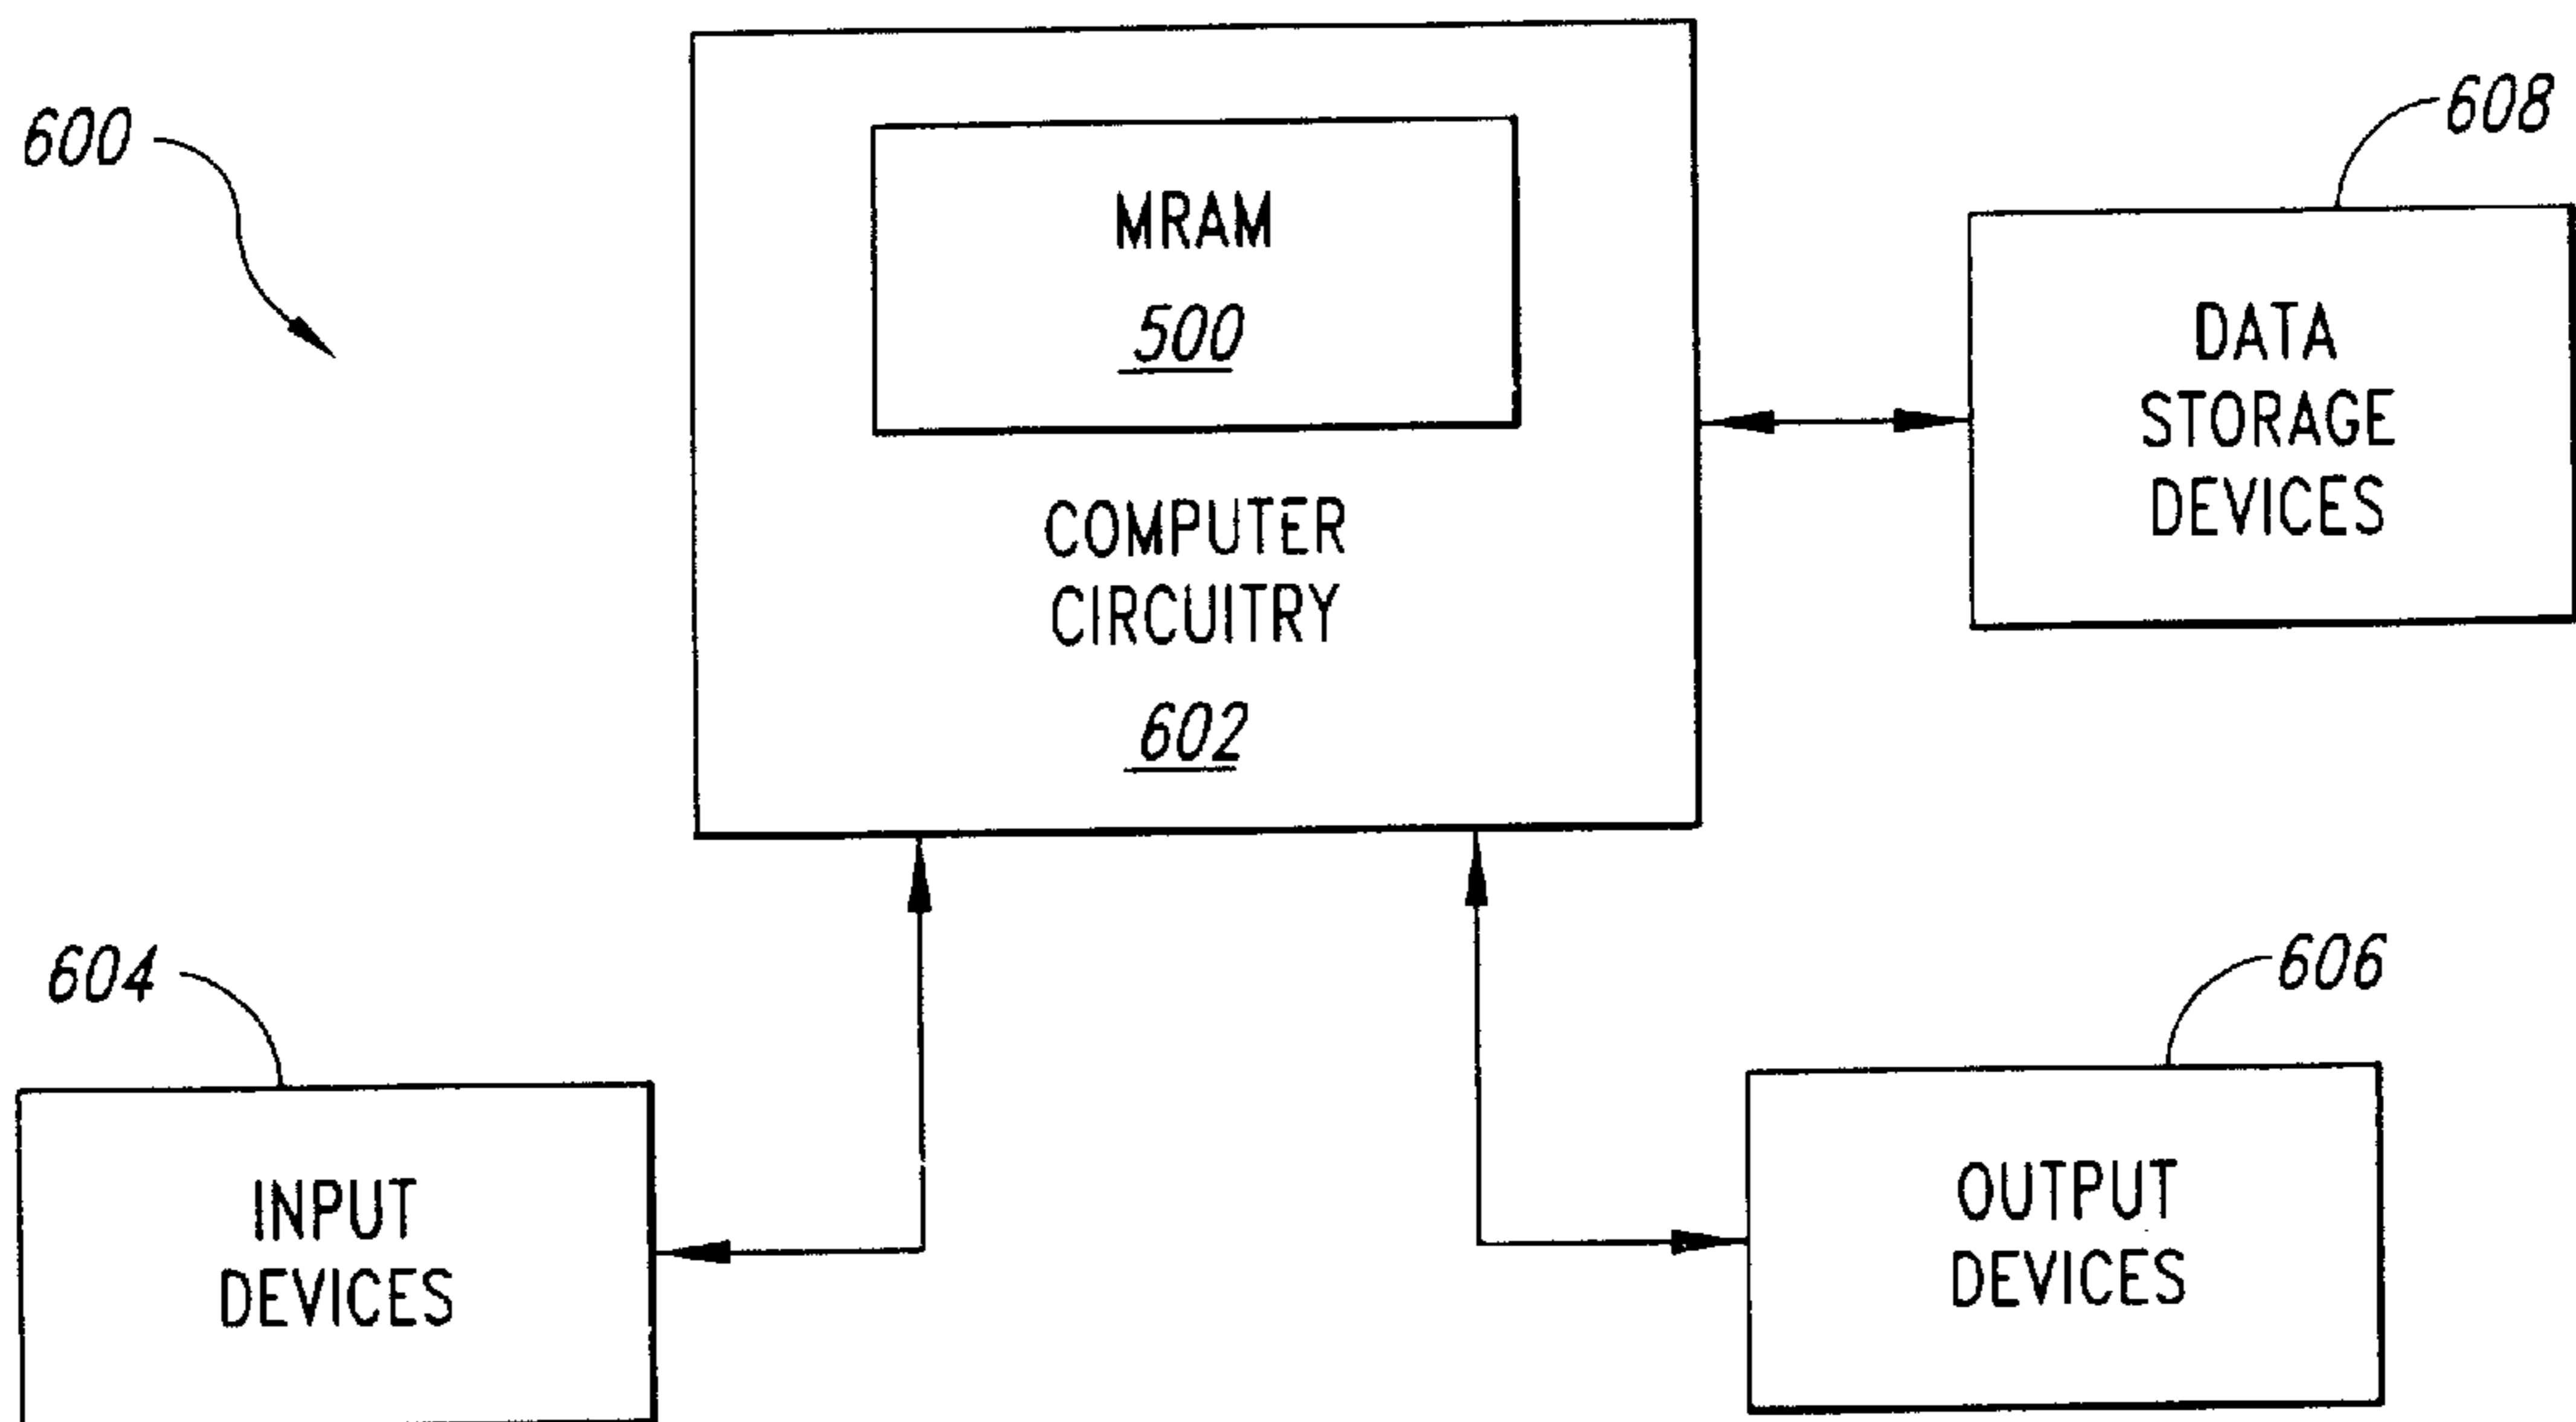 600
MRAM
500
COMPUTER
CIRCUITRY
602
608
DATA
STORAGE
DEVICES
604
INPUT
DEVICES
606
OUTPUT
DEVICES